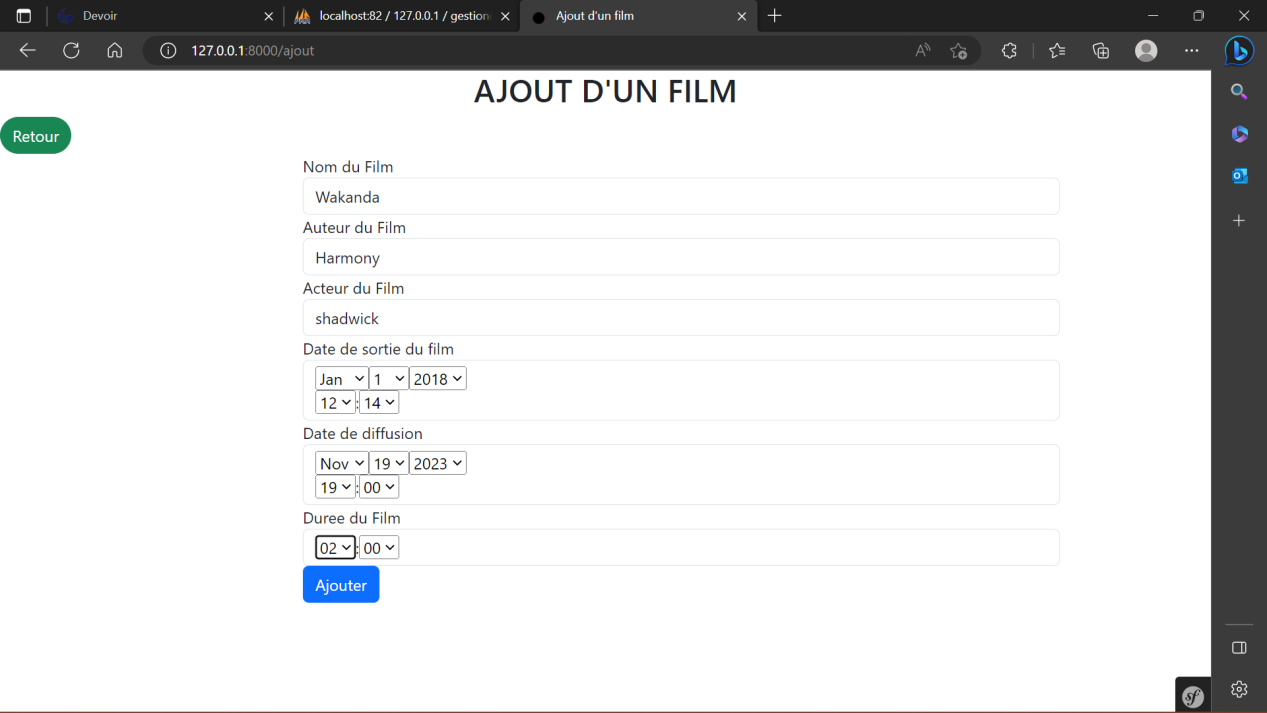 Devoir
localhost:82 / 127.0.0.1 / gestion
Ajout d'un film
127.0.0.1:8000/ajout
AJOUT D'UN FILM
Retour
Nom du Film
Wakanda
Auteur du Film
Harmony
Acteur du Film
shadwick
Date de sortie du film
Jan 1 2018
12 : 14
Date de diffusion
Nov 19 2023
19 : 00
Duree du Film
02 : 00
Ajouter
sf